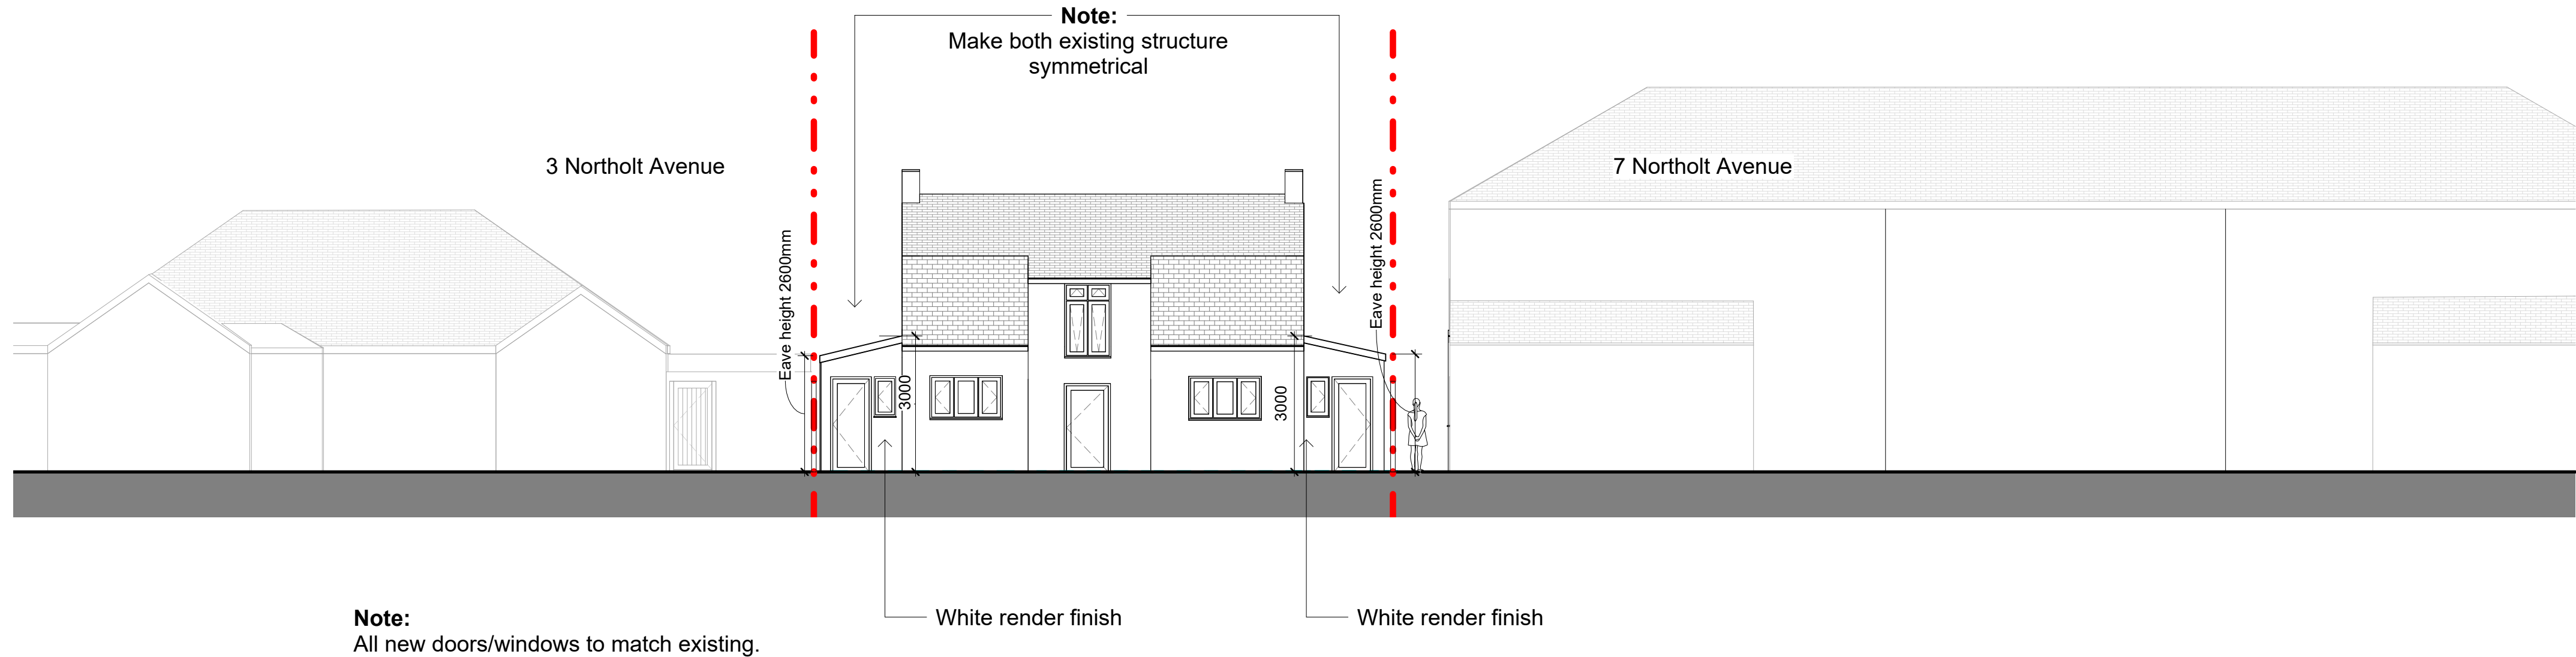 Note:
Make both existing structure
symmetrical
3 Northolt Avenue
7 Northolt Avenue
Eave height 2600mm
Eave height 2600mm
3000
3000
White render finish
White render finish
Note:
All new doors/windows to match existing.